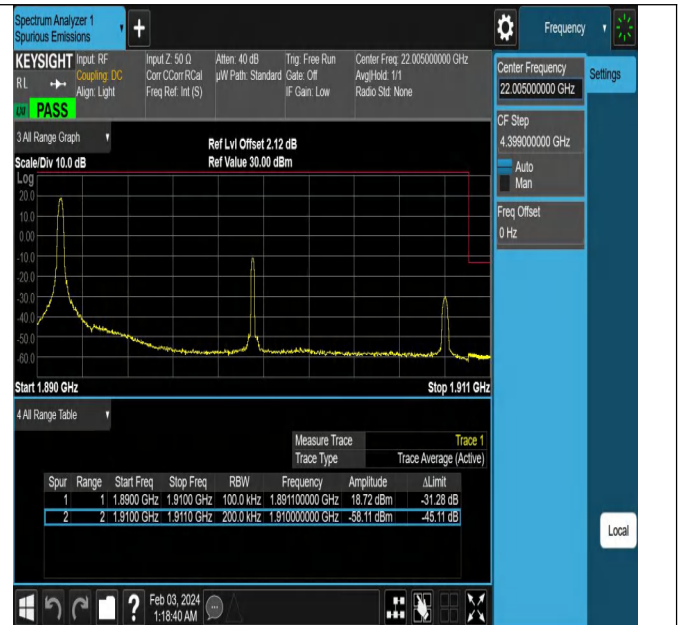 Spectrum Analyzer 1
Spurious Emissions
+
Frequency
KEYSIGHT Input: RF Input Z: 50 Ω Atten: 40 dB Trig: Free Run Center Freq: 22.005000000 GHz
RL Coupling: DC Corr CCorr RCal µW Path: Standard Gate: Off Avg|Hold: 1/1
Align: Light Freq Ref: Int (S) IF Gain: Low Radio Std: None
LXI PASS
Center Frequency
22.005000000 GHz
Settings
CF Step
4.399000000 GHz
Auto
Man
Freq Offset
0 Hz
3 All Range Graph
Ref Lvl Offset 2.12 dB
Scale/Div 10.0 dB Ref Value 30.00 dBm
Log
20.0
10.0
0.00
-10.0
-20.0
-30.0
-40.0
-50.0
-60.0
Start 1.890 GHz Stop 1.911 GHz
4 All Range Table
Measure Trace Trace 1
Trace Type Trace Average (Active)
Spur Range Start Freq Stop Freq RBW Frequency Amplitude ΔLimit
1 1 1.8900 GHz 1.9100 GHz 100.0 kHz 1.891100000 GHz 18.72 dBm -31.28 dB
2 2 1.9100 GHz 1.9110 GHz 200.0 kHz 1.910000000 GHz -58.11 dBm -45.11 dB
Local
? Feb 03, 2024
1:18:40 AM